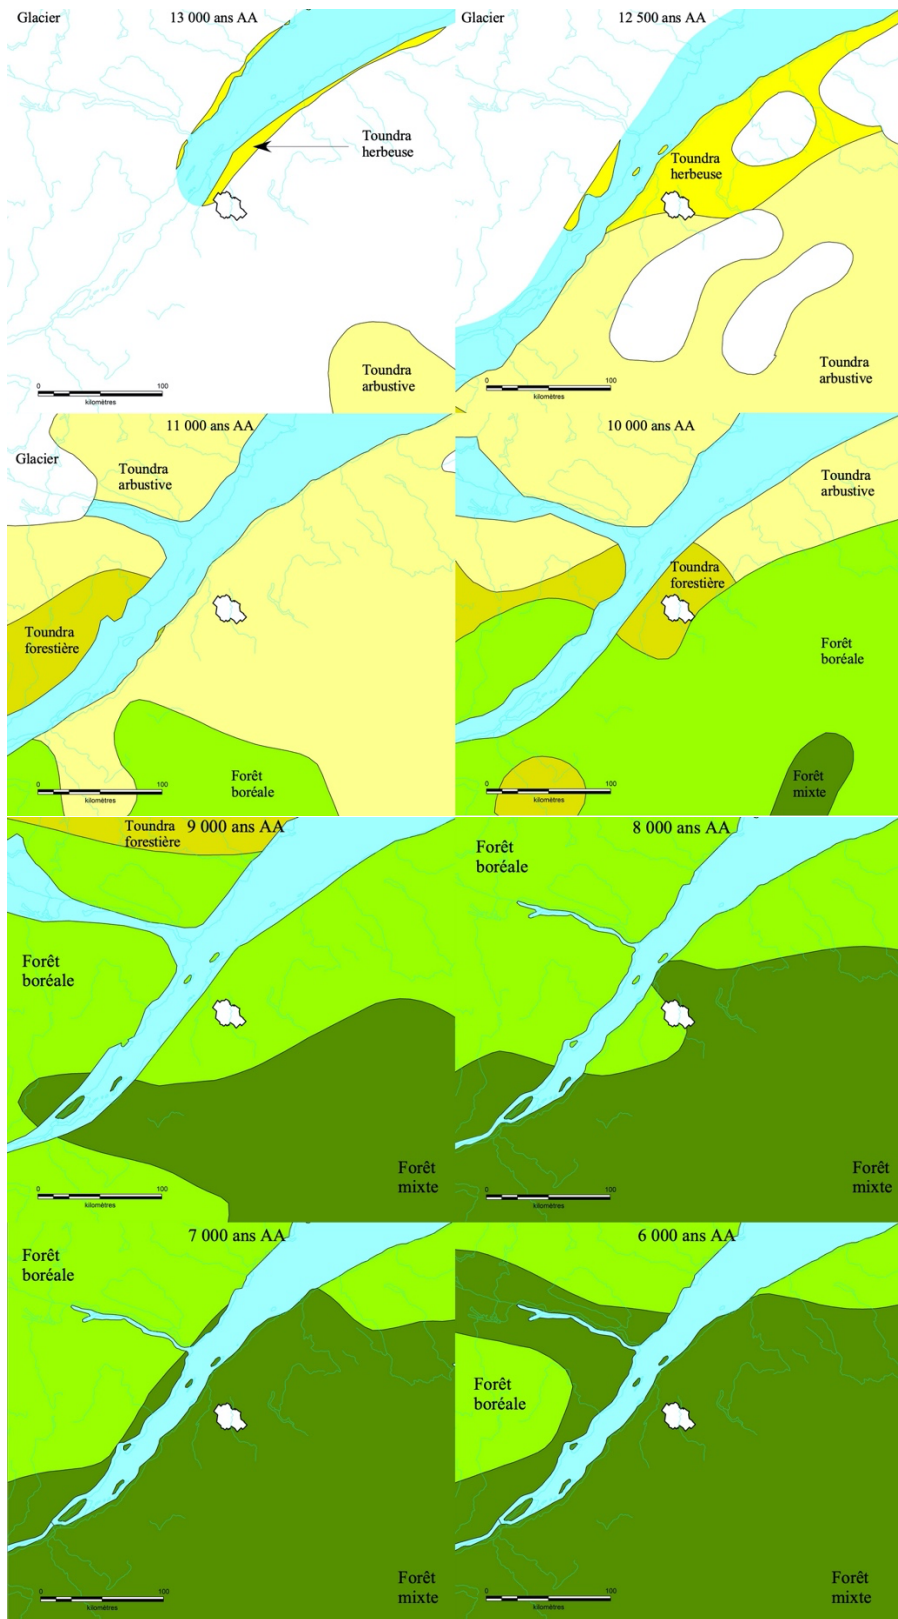 Glacier
13 000 ans AA
Toundra
herbeuse
Toundra
arbustive
0
100
kilomètres
Glacier
12 500 ans AA
Toundra
herbeuse
Toundra
arbustive
0
100
kilomètres
11 000 ans AA
Glacier
Toundra
arbustive
Toundra
forestière
Forêt
boréale
0
100
kilomètres
10 000 ans AA
Toundra
arbustive
Toundra
forestière
Forêt
boréale
Forêt
mixte
0
100
kilomètres
9 000 ans AA
Toundra
forestière
Forêt
boréale
Forêt
mixte
0
100
kilomètres
8 000 ans AA
Forêt
boréale
Forêt
mixte
0
100
kilomètres
7 000 ans AA
Forêt
boréale
Forêt
mixte
0
100
kilomètres
6 000 ans AA
Forêt
boréale
Forêt
mixte
0
100
kilomètres